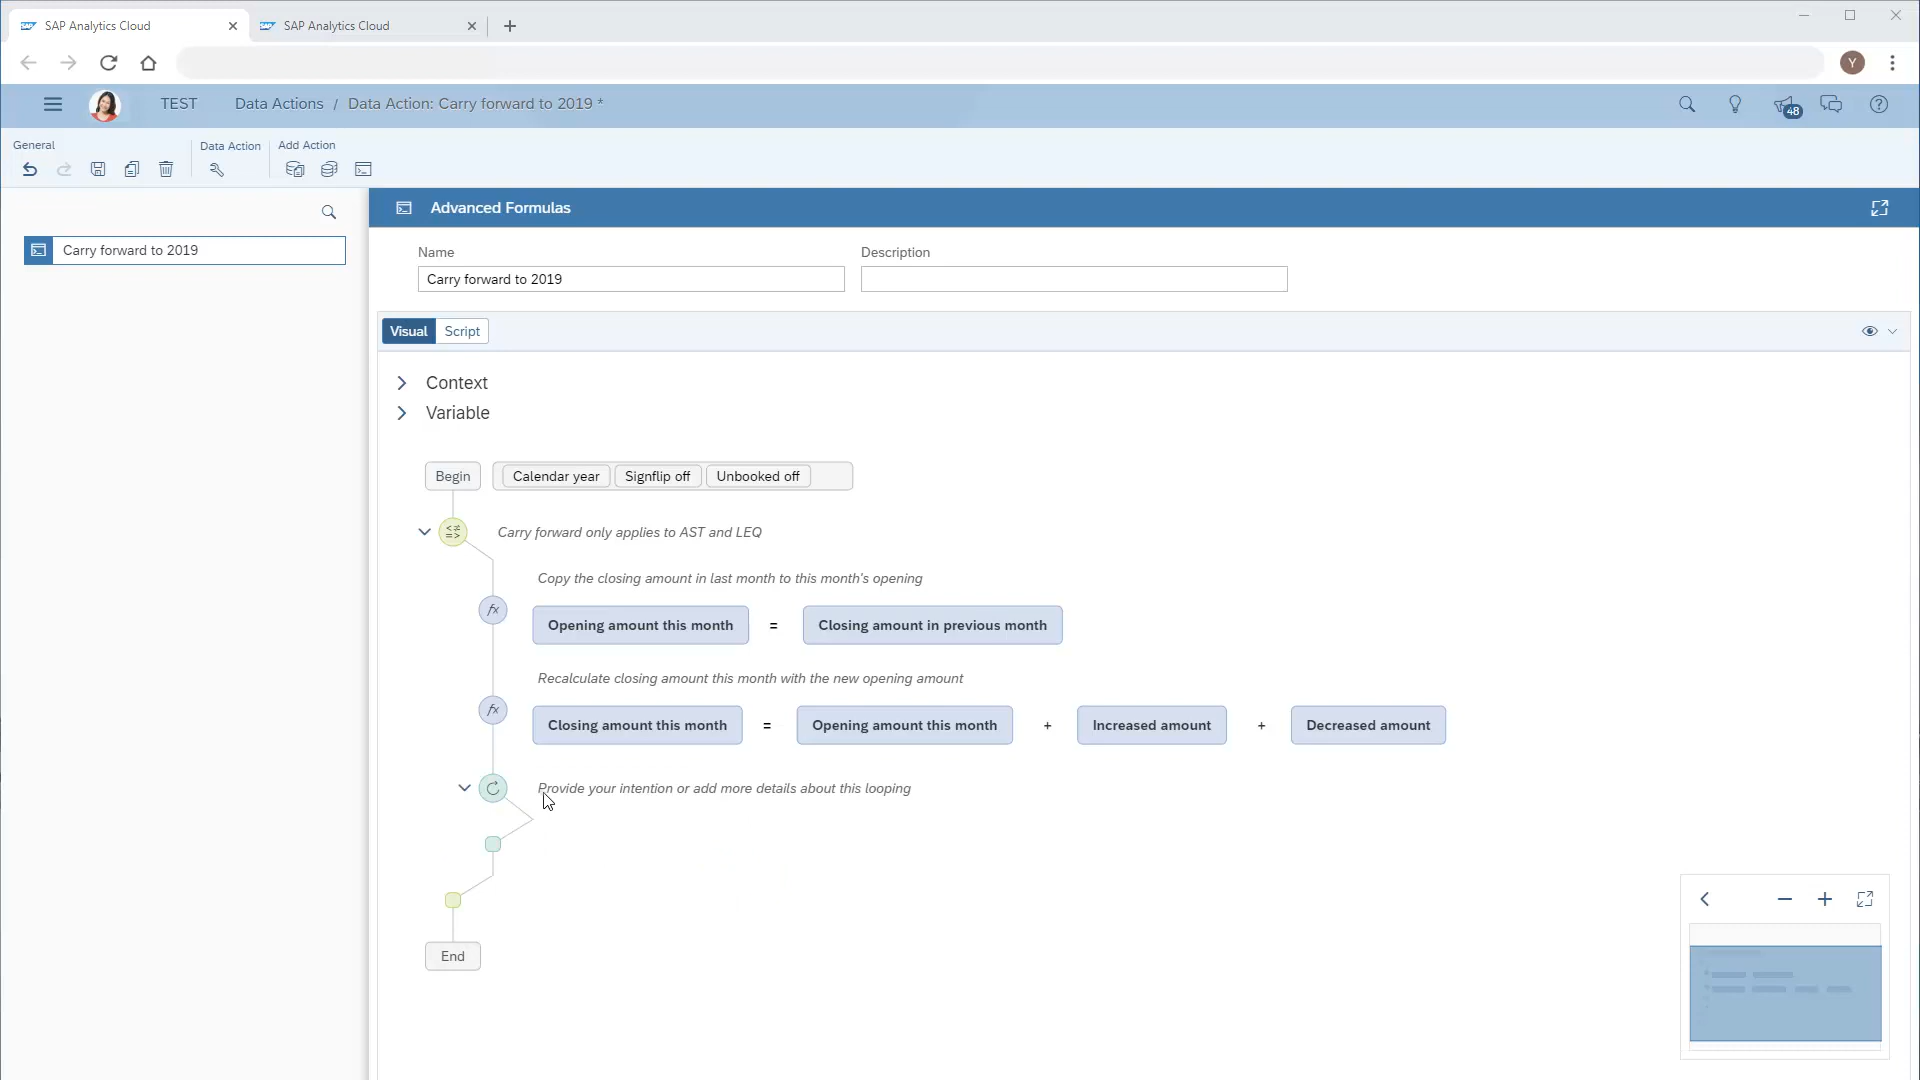 SAP Analytics Cloud
SAP Analytics Cloud
Y
TEST
Data Actions / Data Action: Carry forward to 2019 *
48
General
Data Action
Add Action
Carry forward to 2019
Advanced Formulas
Name
Description
Carry forward to 2019
Visual
Script
Context
Variable
Begin
Calendar year
Signflip off
Unbooked off
Carry forward only applies to AST and LEQ
Copy the closing amount in last month to this month's opening
fx
Opening amount this month = Closing amount in previous month
Recalculate closing amount this month with the new opening amount
fx
Closing amount this month = Opening amount this month + Increased amount + Decreased amount
Provide your intention or add more details about this looping
End